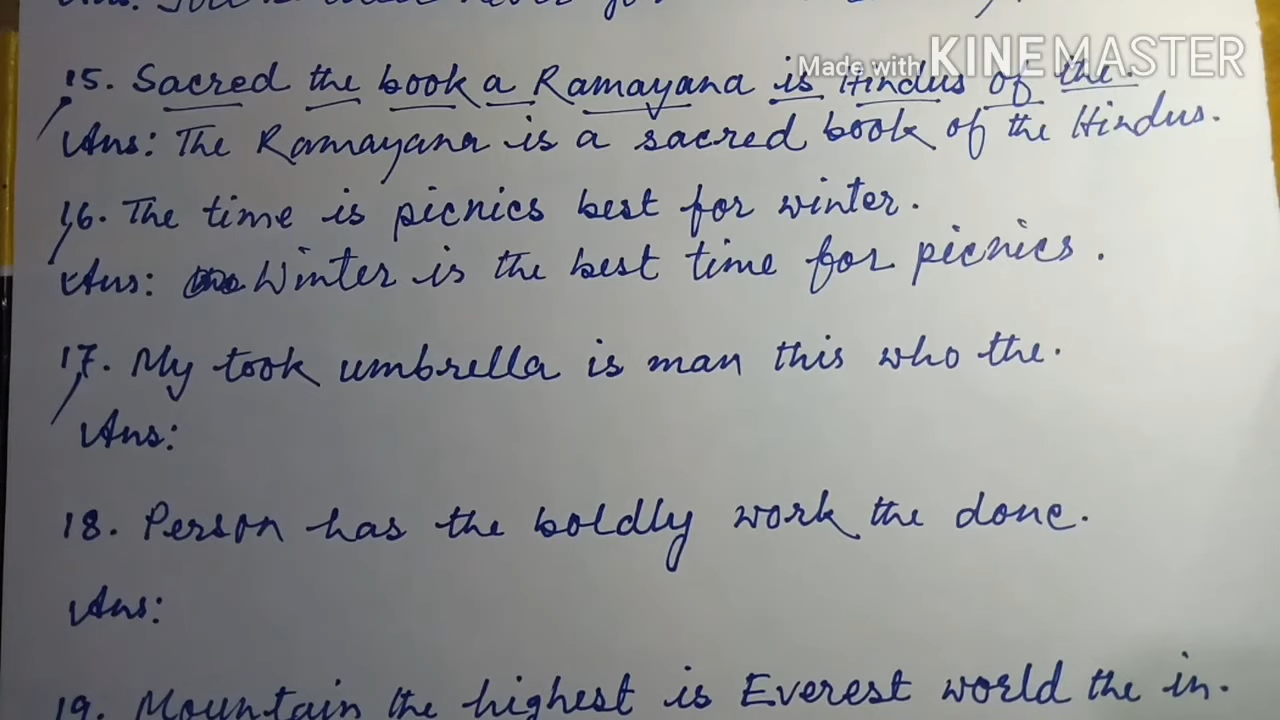 Made with KINEMASTER
15. Sacred the book a Ramayana is Hindus of the.
Ans: The Ramayana is a sacred book of the Hindus.
16. The time is picnics best for winter.
Ans: Winter is the best time for picnics.
17. My took umbrella is man this who the.
Ans:
18. Person has the boldly work the done.
Ans:
19. Mountain the highest is Everest world the in.